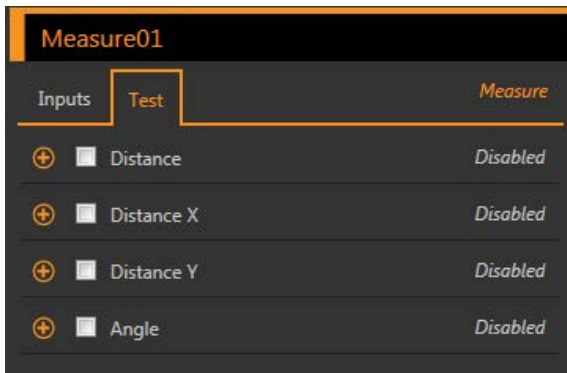 Measure01
Inputs Test Measure
Distance Disabled
Distance X Disabled
Distance Y Disabled
Angle Disabled